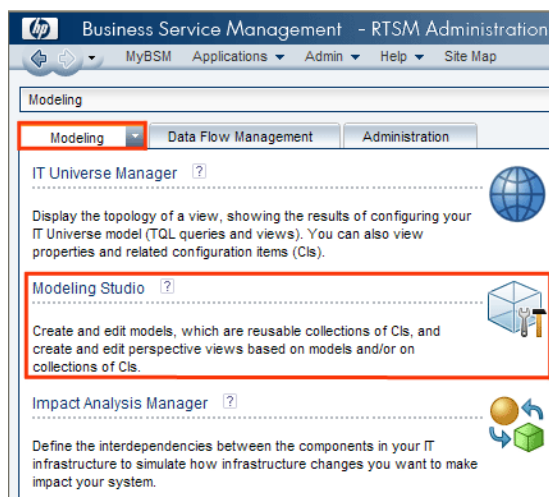 hp Business Service Management - RTSM Administration
MyBSM Applications Admin Help Site Map
Modeling
Modeling Data Flow Management Administration
IT Universe Manager ?
Display the topology of a view, showing the results of configuring your
IT Universe model (TQL queries and views). You can also view
properties and related configuration items (CIs).
Modeling Studio ?
Create and edit models, which are reusable collections of CIs, and
create and edit perspective views based on models and/or on
collections of CIs.
Impact Analysis Manager ?
Define the interdependencies between the components in your IT
infrastructure to simulate how infrastructure changes you want to make
impact your system.